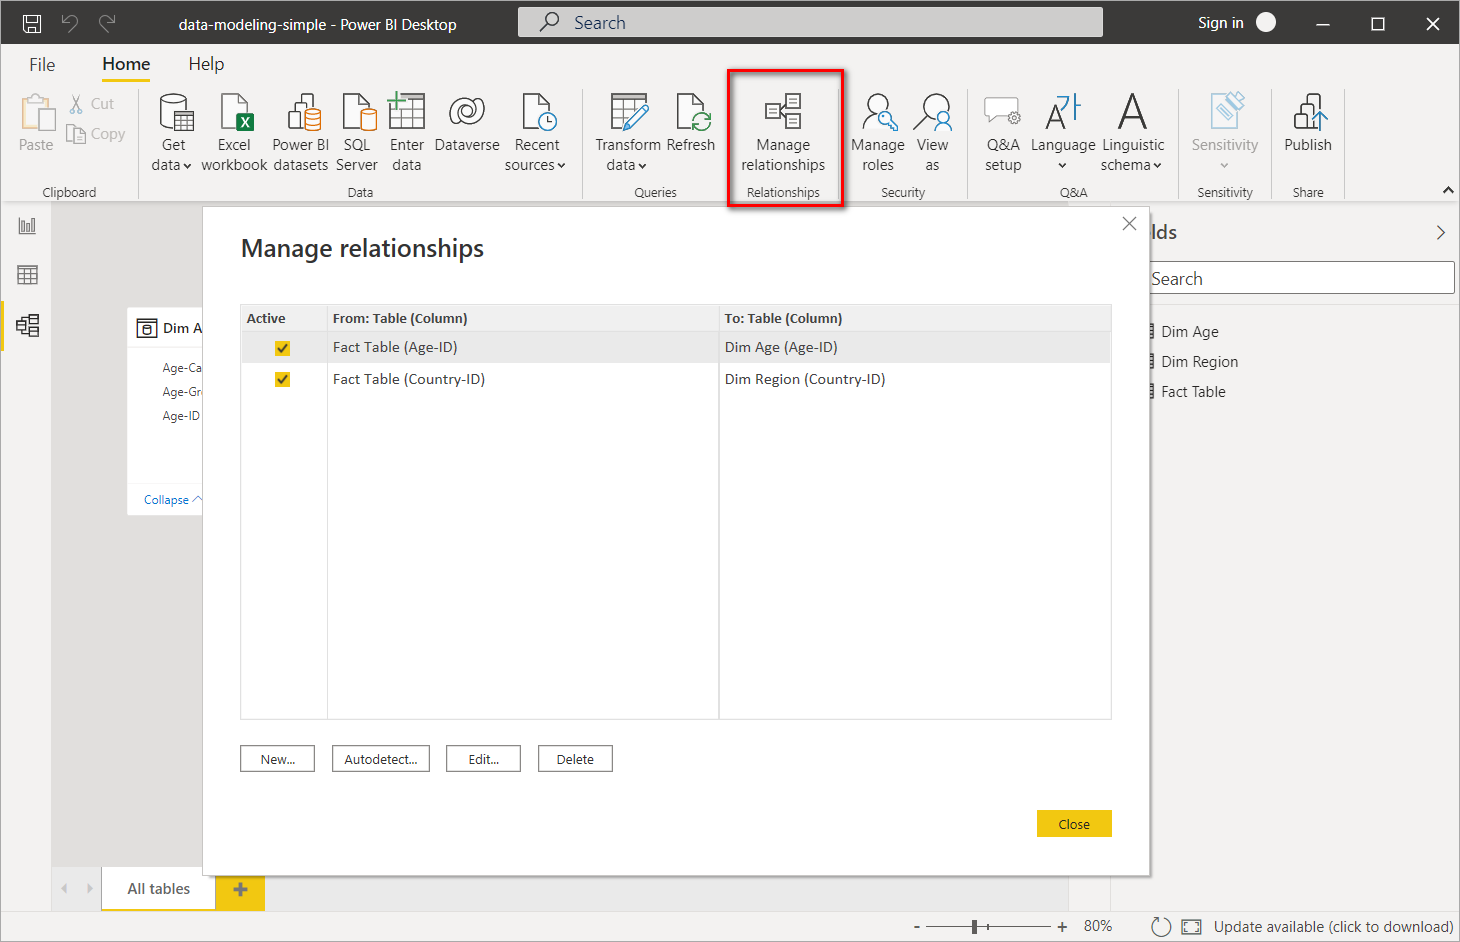 data-modeling-simple - Power BI Desktop
Search
Sign in
File
Home
Help
Paste
Cut
Copy
Clipboard
Get
data
Excel
workbook
Power BI
datasets
SQL
Server
Enter
data
Dataverse
Recent
sources
Data
Transform
data
Refresh
Queries
Manage
relationships
Relationships
Manage
roles
View
as
Security
Q&A
setup
Language
Linguistic
schema
Q&A
Sensitivity
Sensitivity
Publish
Share
Dim A
Age-Ca
Age-Gr
Age-ID
Collapse
Manage relationships
Active
From: Table (Column)
To: Table (Column)
Fact Table (Age-ID)
Dim Age (Age-ID)
Fact Table (Country-ID)
Dim Region (Country-ID)
New...
Autodetect...
Edit...
Delete
Close
lds
Search
Dim Age
Dim Region
Fact Table
All tables
+
- + 80%
Update available (click to download)